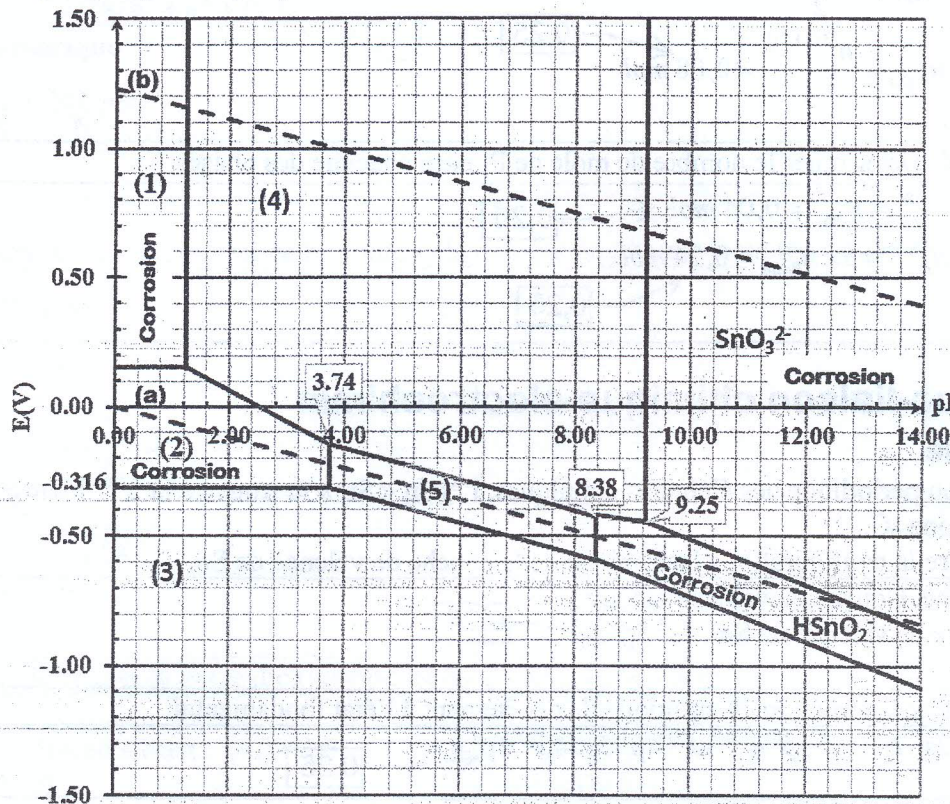 1.50
(b)
1.00
(1)
(4)
Corrosion
0.50
SnO₃²⁻
Corrosion
3.74
(a)
E(V)
0.00
pH
0.00
2.00
4.00
6.00
8.00
10.00
12.00
14.00
(2)
Corrosion
-0.316
(5)
8.38
9.25
-0.50
(3)
Corrosion
HSnO₂⁻
-1.00
-1.50